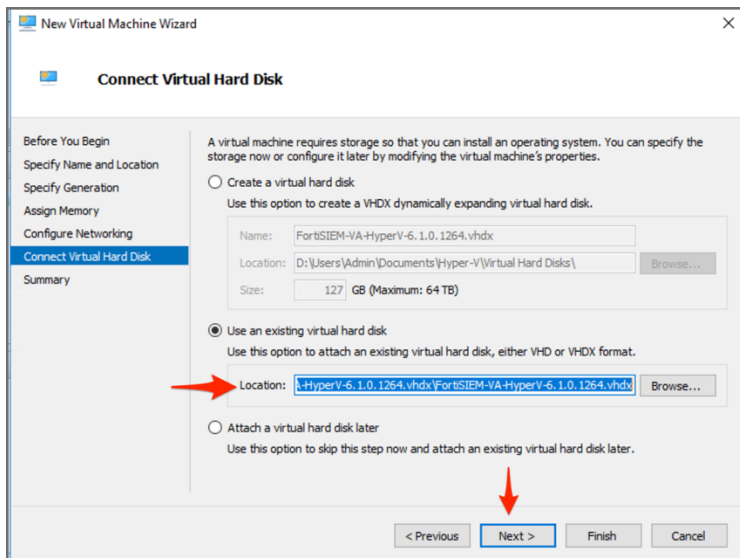 New Virtual Machine Wizard
Connect Virtual Hard Disk
Before You Begin
Specify Name and Location
Specify Generation
Assign Memory
Configure Networking
Connect Virtual Hard Disk
Summary
A virtual machine requires storage so that you can install an operating system. You can specify the
storage now or configure it later by modifying the virtual machine's properties.
Create a virtual hard disk
Use this option to create a VHDX dynamically expanding virtual hard disk.
Name: FortiSIEM-VA-HyperV-6.1.0.1264.vhdx
Location: D:\Users\Admin\Documents\Hyper-V\Virtual Hard Disks\ Browse...
Size: 127 GB (Maximum: 64 TB)
Use an existing virtual hard disk
Use this option to attach an existing virtual hard disk, either VHD or VHDX format.
Location: A-HyperV-6.1.0.1264.vhdx\FortiSIEM-VA-HyperV-6.1.0.1264.vhdx Browse...
Attach a virtual hard disk later
Use this option to skip this step now and attach an existing virtual hard disk later.
< Previous Next > Finish Cancel